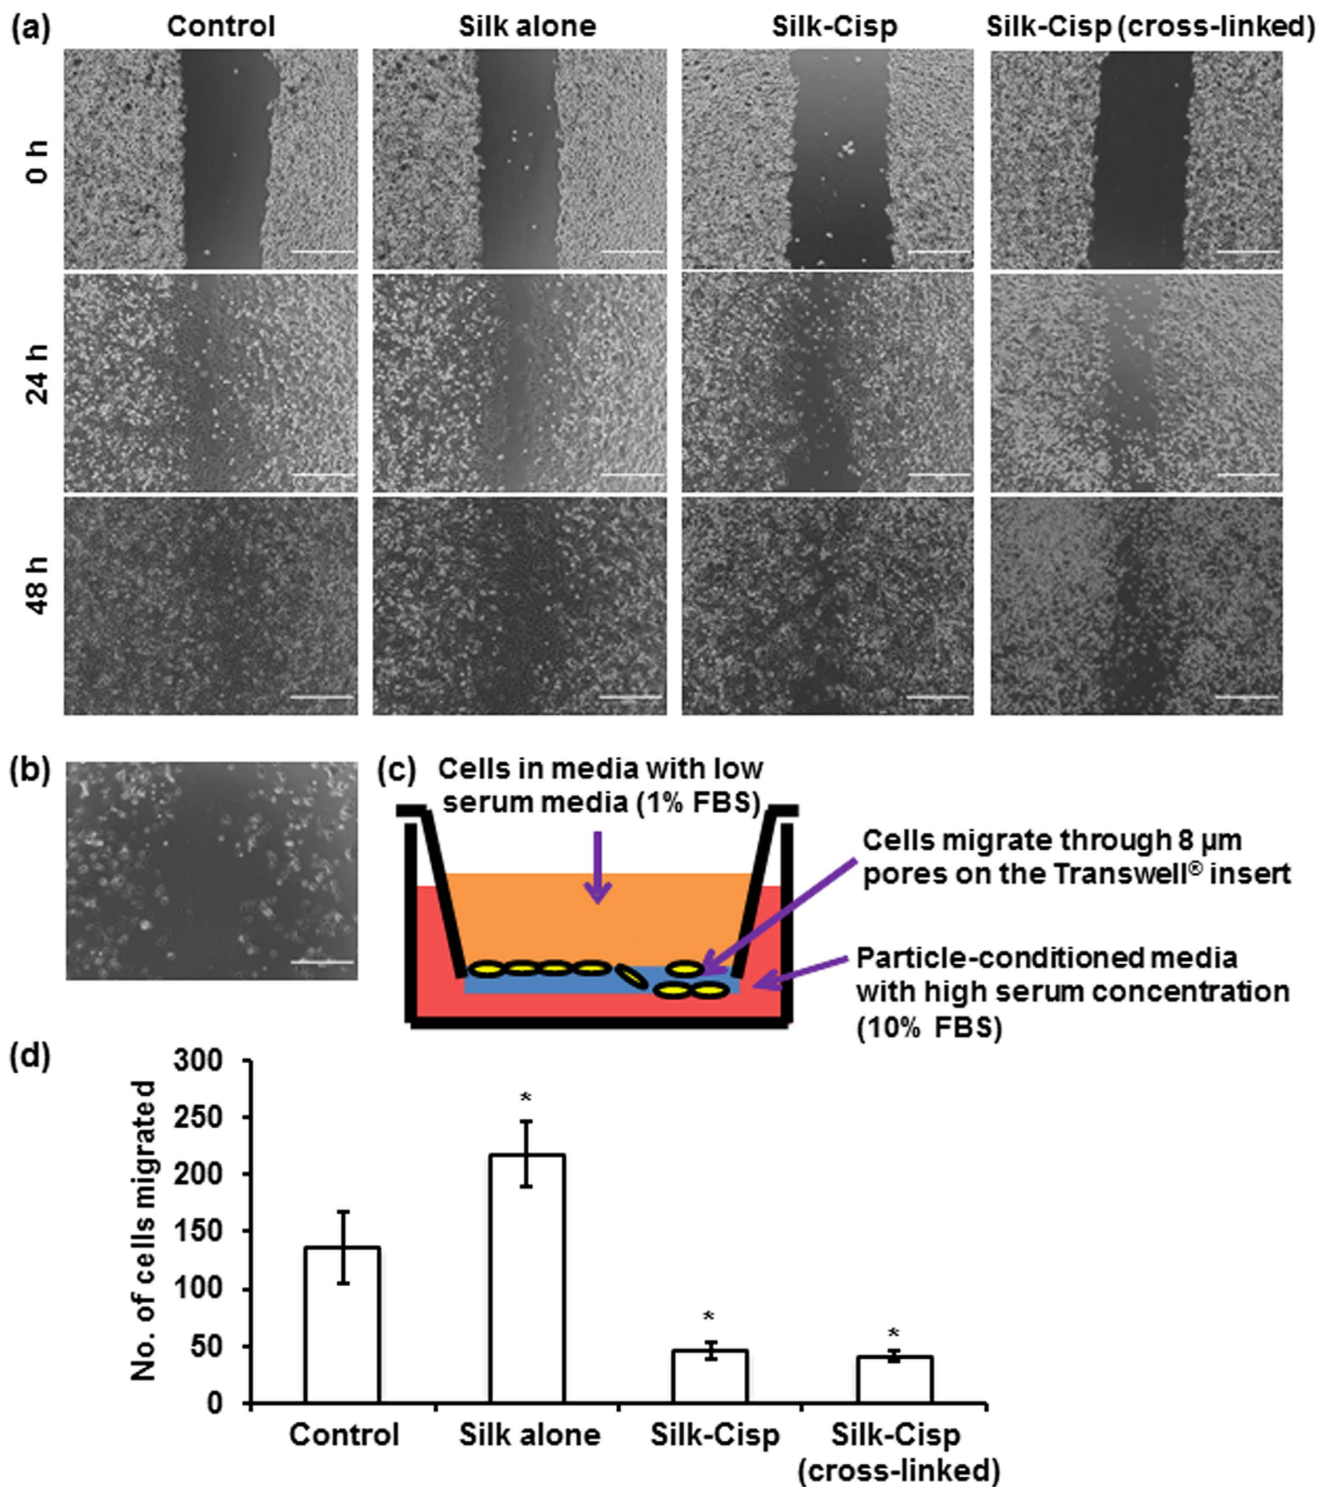 (a)
Control
Silk alone
Silk-Cisp
Silk-Cisp (cross-linked)
0 h
24 h
48 h
(b)
(c)
Cells in media with low
serum media (1% FBS)
Cells migrate through 8 µm
pores on the Transwell® insert
Particle-conditioned media
with high serum concentration
(10% FBS)
(d)
No. of cells migrated
300
250
200
150
100
50
0
*
*
*
Control
Silk alone
Silk-Cisp
Silk-Cisp
(cross-linked)